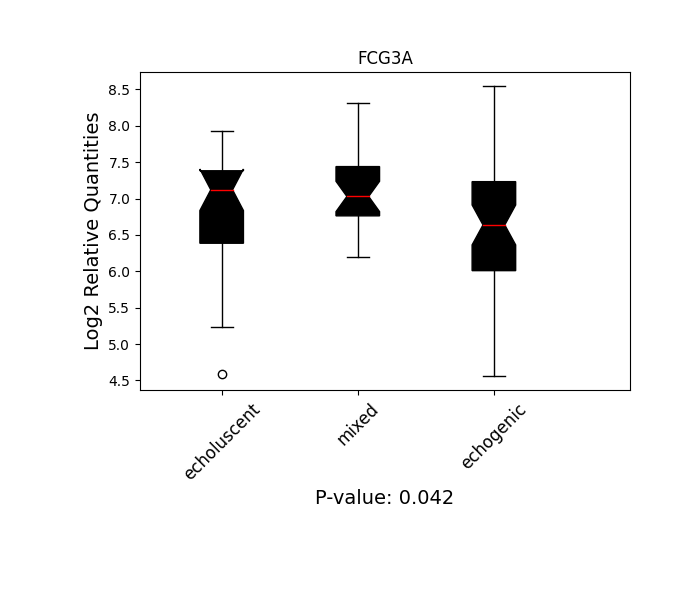 FCG3A
Log2 Relative Quantities
8.5
8.0
7.5
7.0
6.5
6.0
5.5
5.0
4.5
echoluscent
mixed
echogenic
P-value: 0.042